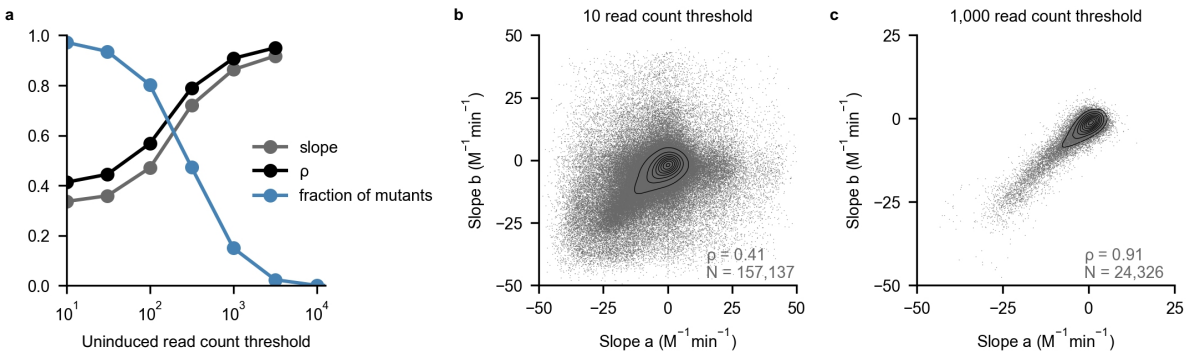 a
1.0
0.8
0.6
0.4
0.2
0.0
10^1
10^2
10^3
10^4
Uninduced read count threshold
slope
ρ
fraction of mutants
b
10 read count threshold
50
25
0
−25
−50
Slope b (M^−1 min^−1)
ρ = 0.41
N = 157,137
−50
−25
0
25
50
Slope a (M^−1 min^−1)
c
1,000 read count threshold
25
0
−25
−50
Slope b (M^−1 min^−1)
ρ = 0.91
N = 24,326
−50
−25
0
25
Slope a (M^−1 min^−1)